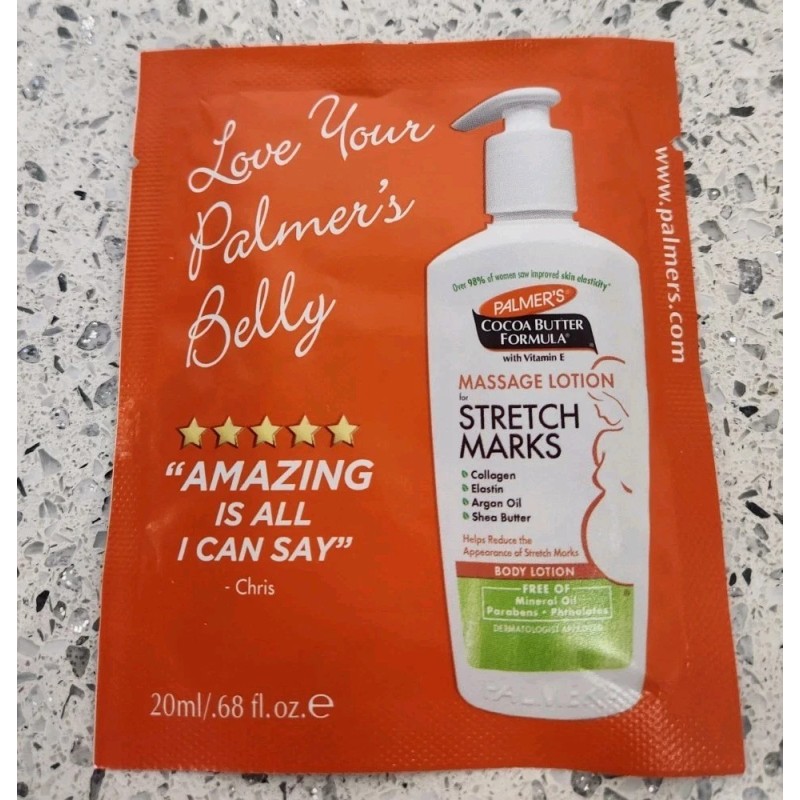 Love Your
Palmer's
Belly
"AMAZING
IS ALL
I CAN SAY"
- Chris
20ml/.68 fl.oz.℮
www.palmers.com
Over 98% of women saw improved skin elasticity*
PALMER'S®
COCOA BUTTER
FORMULA®
with Vitamin E
MASSAGE LOTION
for
STRETCH
MARKS
Collagen
Elastin
Argan Oil
Shea Butter
Helps Reduce the
Appearance of Stretch Marks
BODY LOTION
FREE OF
Mineral Oil
Parabens • Phthalates
DERMATOLOGIST APPROVED
PALMER'S